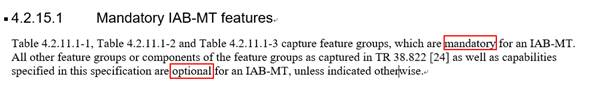 4.2.15.1 Mandatory IAB-MT features
Table 4.2.11.1-1, Table 4.2.11.1-2 and Table 4.2.11.1-3 capture feature groups, which are mandatory for an IAB-MT.
All other feature groups or components of the feature groups as captured in TR 38.822 [24] as well as capabilities
specified in this specification are optional for an IAB-MT, unless indicated otherwise.